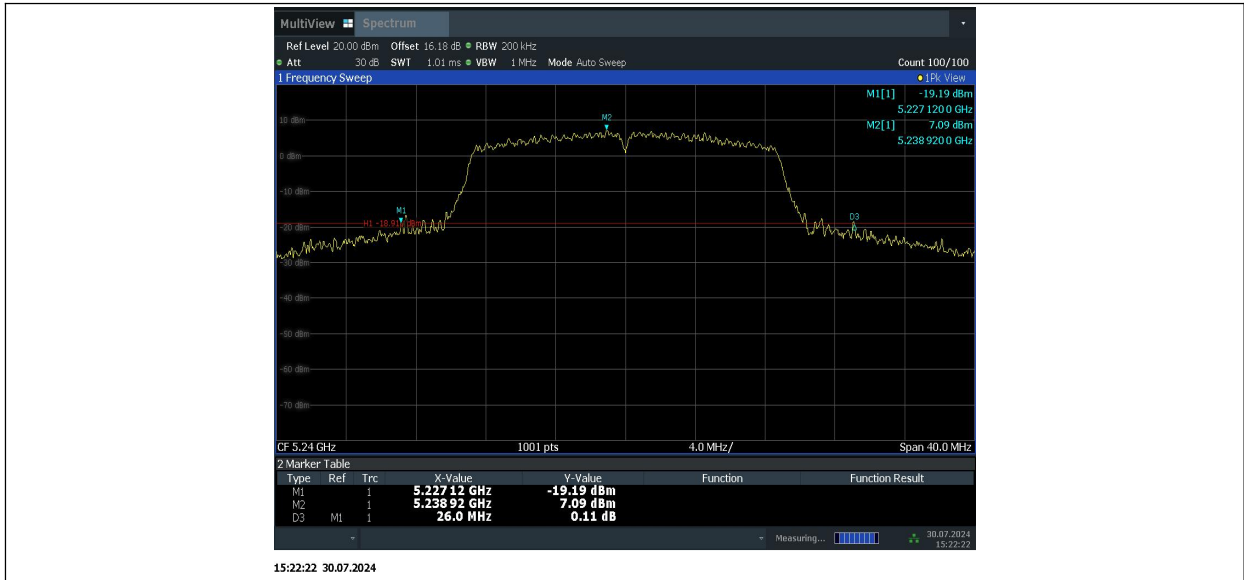 MultiView Spectrum
Ref Level 20.00 dBm Offset 16.18 dB RBW 200 kHz
Att 30 dB SWT 1.01 ms VBW 1 MHz Mode Auto Sweep Count 100/100
1 Frequency Sweep 1Pk View
M1[1] -19.19 dBm
5.227 120 0 GHz
M2[1] 7.09 dBm
5.238 920 0 GHz
M2
10 dBm
0 dBm
-10 dBm
M1
D3
H1 -18.91 dBm
-20 dBm
-30 dBm
-40 dBm
-50 dBm
-60 dBm
-70 dBm
CF 5.24 GHz 1001 pts 4.0 MHz/ Span 40.0 MHz
2 Marker Table
Type Ref Trc X-Value Y-Value Function Function Result
M1 1 5.227 12 GHz -19.19 dBm
M2 1 5.238 92 GHz 7.09 dBm
D3 M1 1 26.0 MHz 0.11 dB
Measuring... 30.07.2024
15:22:22
15:22:22 30.07.2024